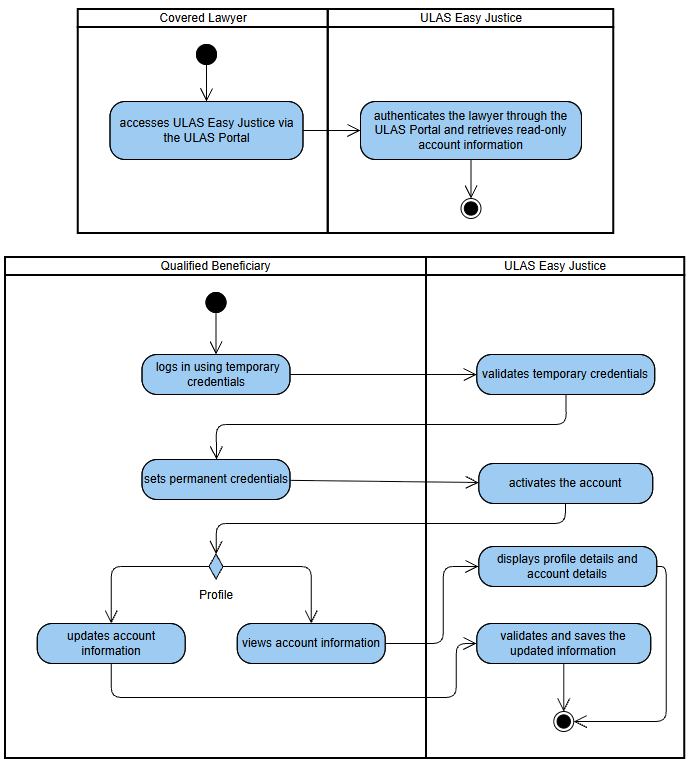 Covered Lawyer
ULAS Easy Justice
accesses ULAS Easy Justice via
the ULAS Portal
authenticates the lawyer through the
ULAS Portal and retrieves read-only
account information
Qualified Beneficiary
ULAS Easy Justice
logs in using temporary
credentials
validates temporary credentials
sets permanent credentials
activates the account
Profile
displays profile details and
account details
updates account
information
views account information
validates and saves the
updated information